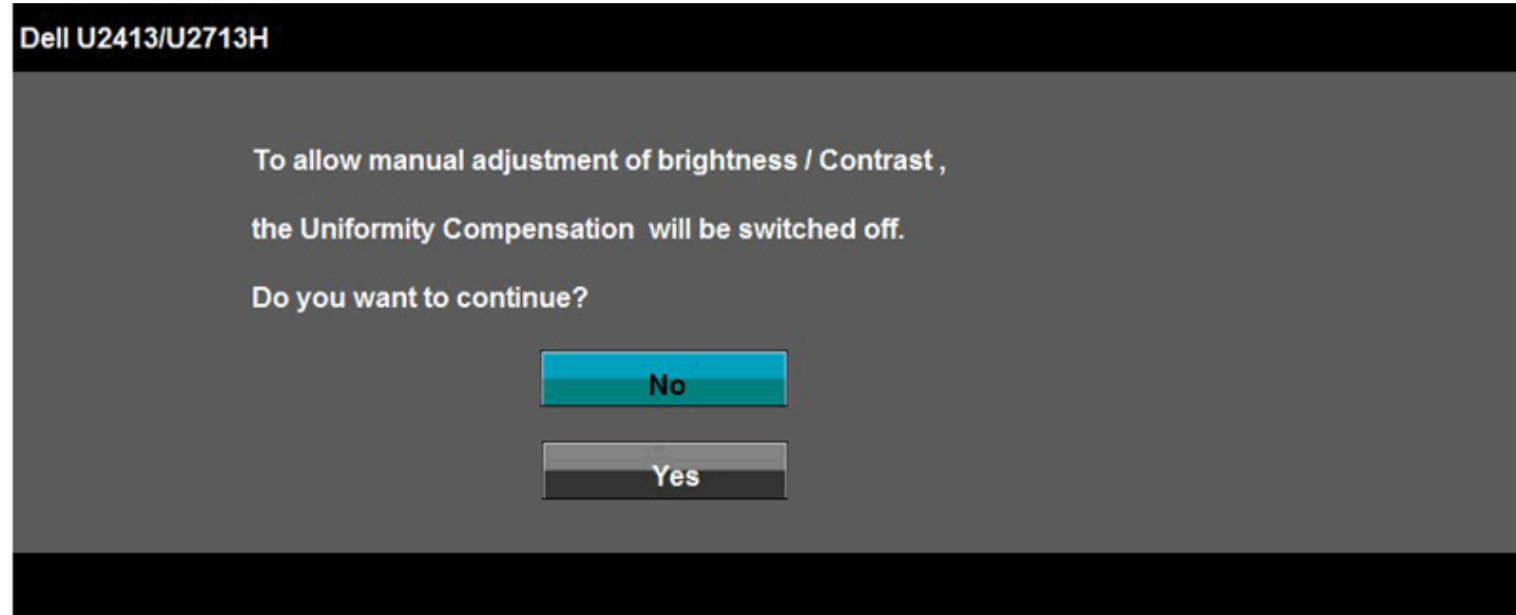 Dell U2413/U2713H
To allow manual adjustment of brightness / Contrast ,
the Uniformity Compensation  will be switched off.
Do you want to continue?
No
Yes